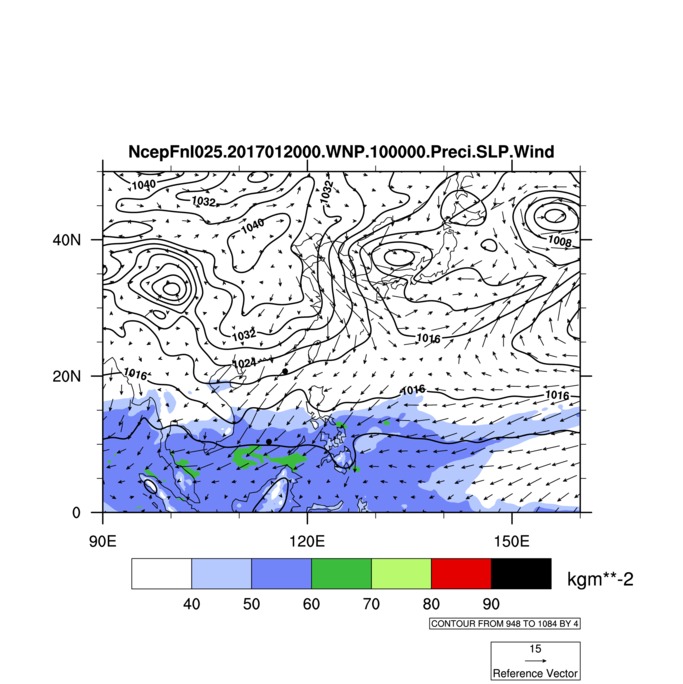 NcepFnl025.2017012000.WNP.100000.Preci.SLP.Wind
1040
1032
1032
1040
40N
1008
1032
1016
1024
20N
1016
1016
1016
0
90E 120E 150E
40 50 60 70 80 90
kgm**-2
CONTOUR FROM 948 TO 1084 BY 4
15
Reference Vector